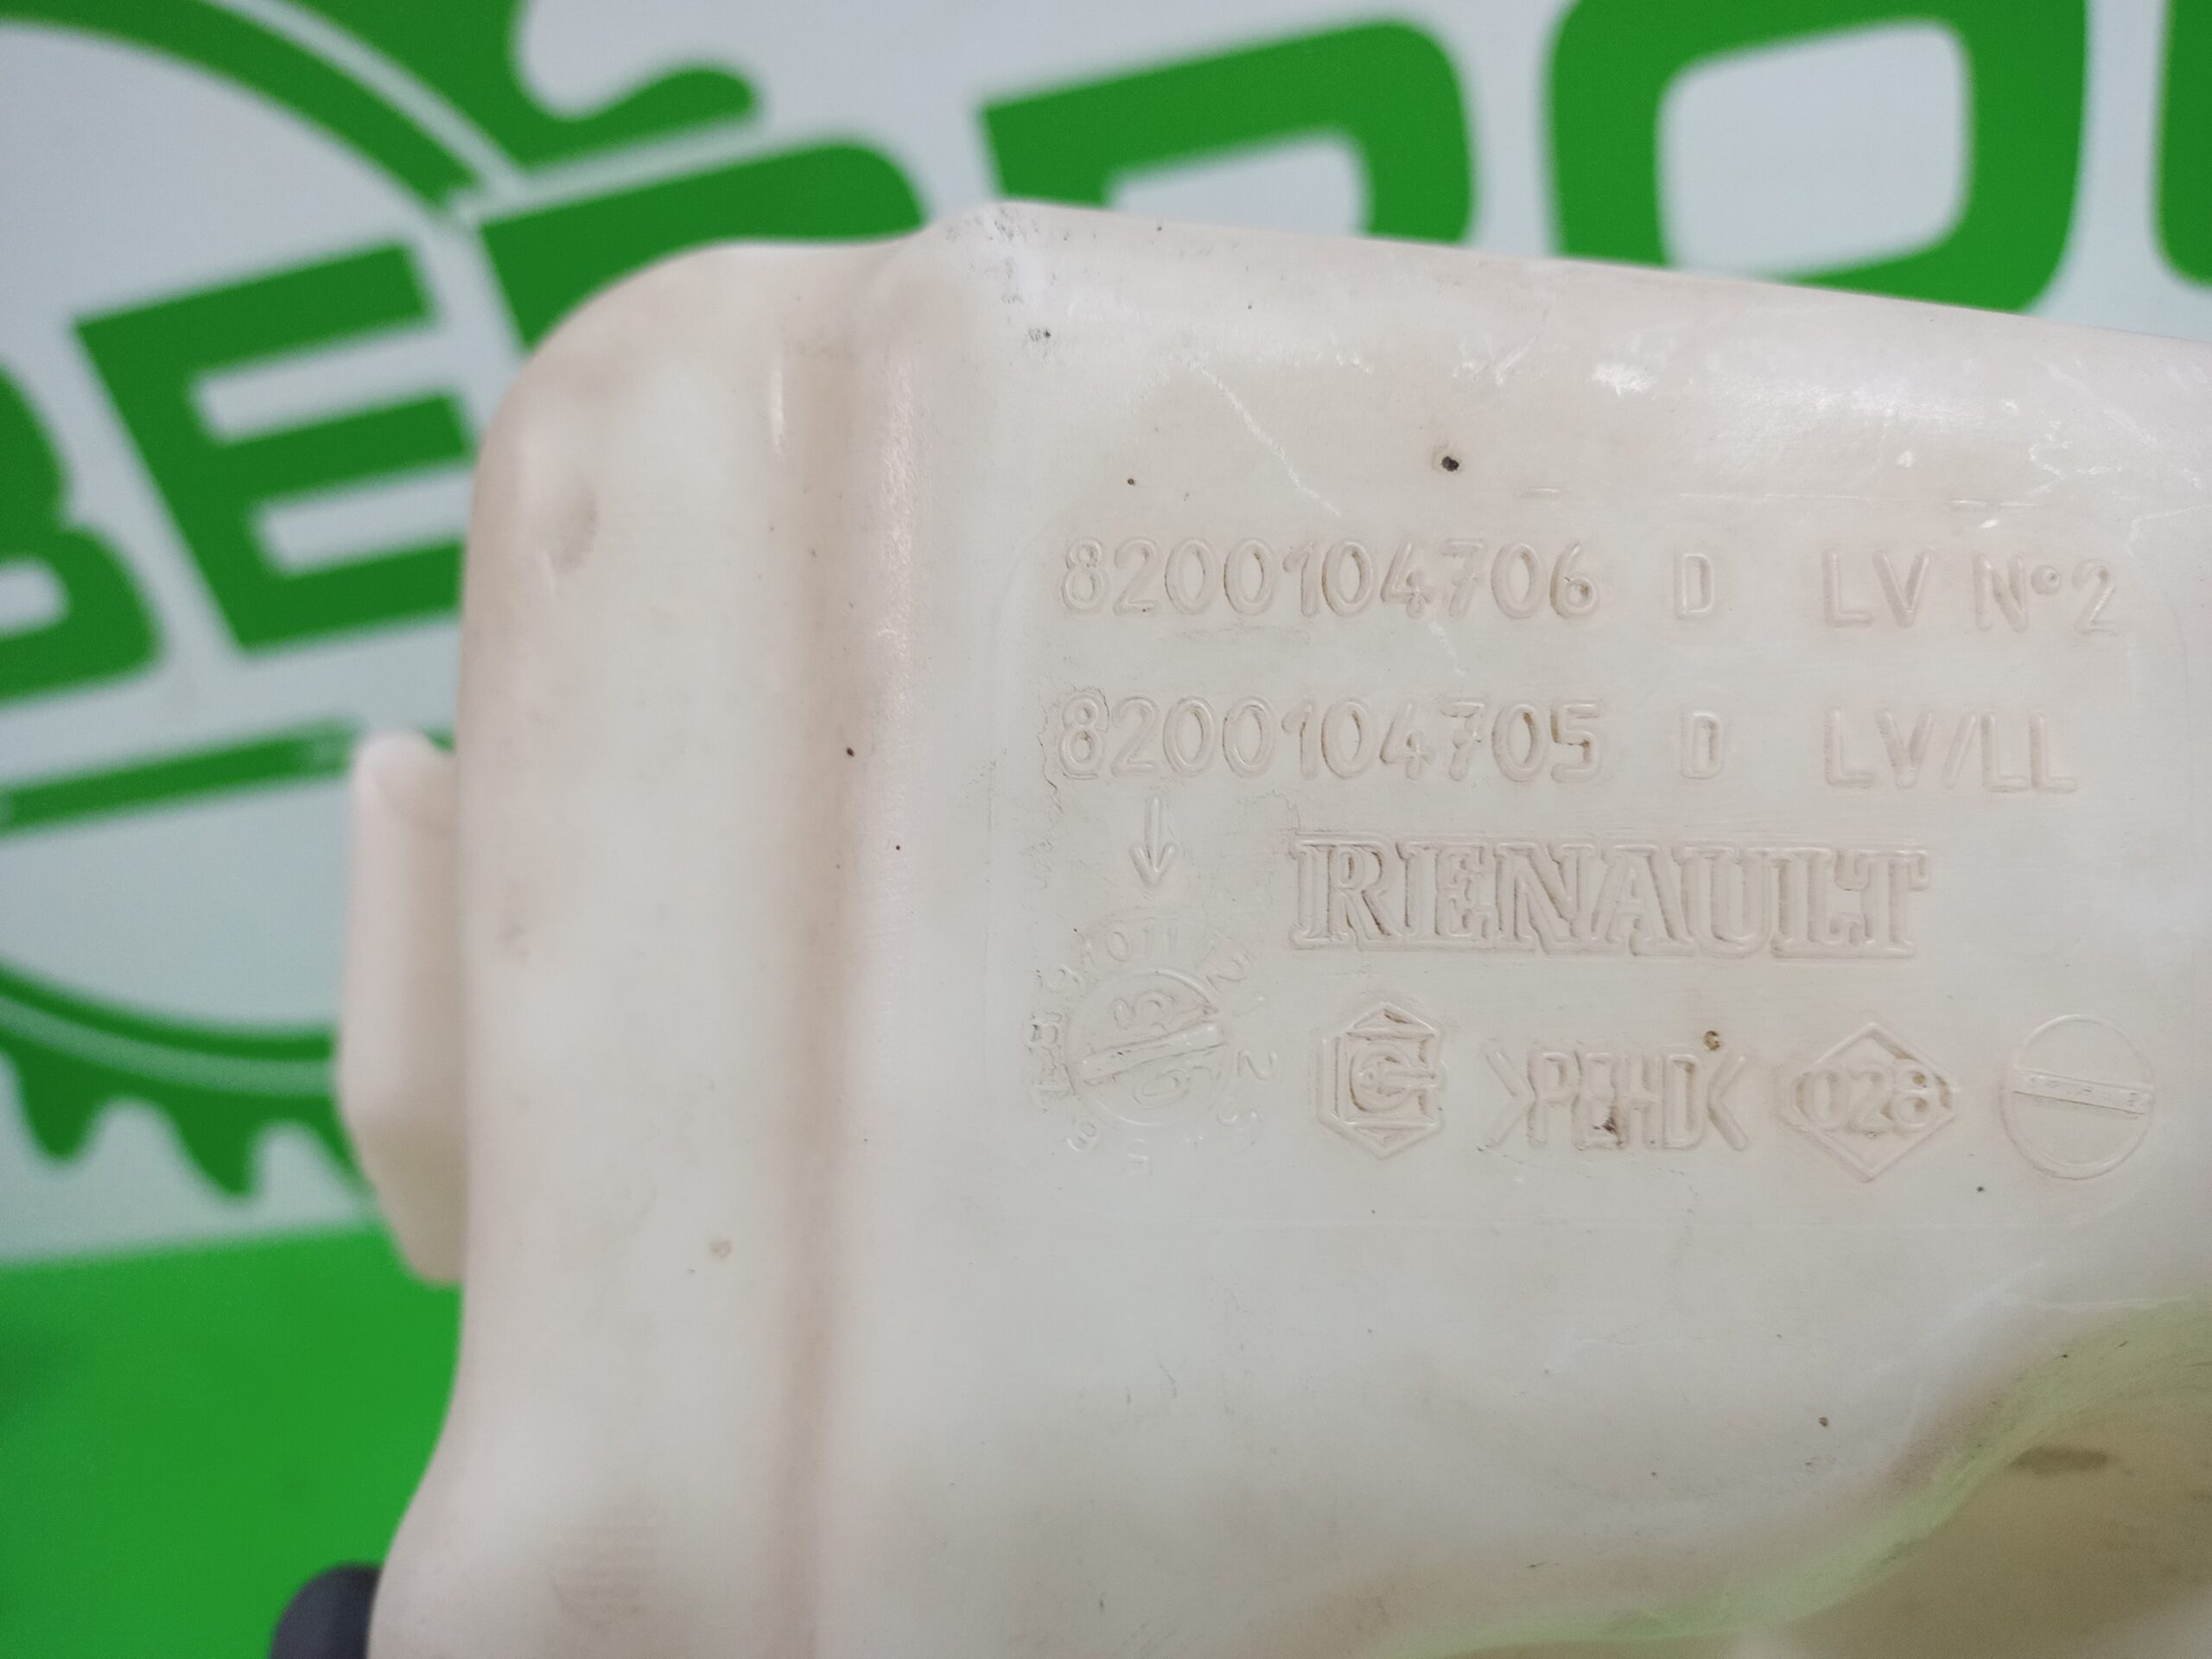 8200104706 D LV N°2
8200104705 D LV/LL
RENAULT
>PEHD< 028